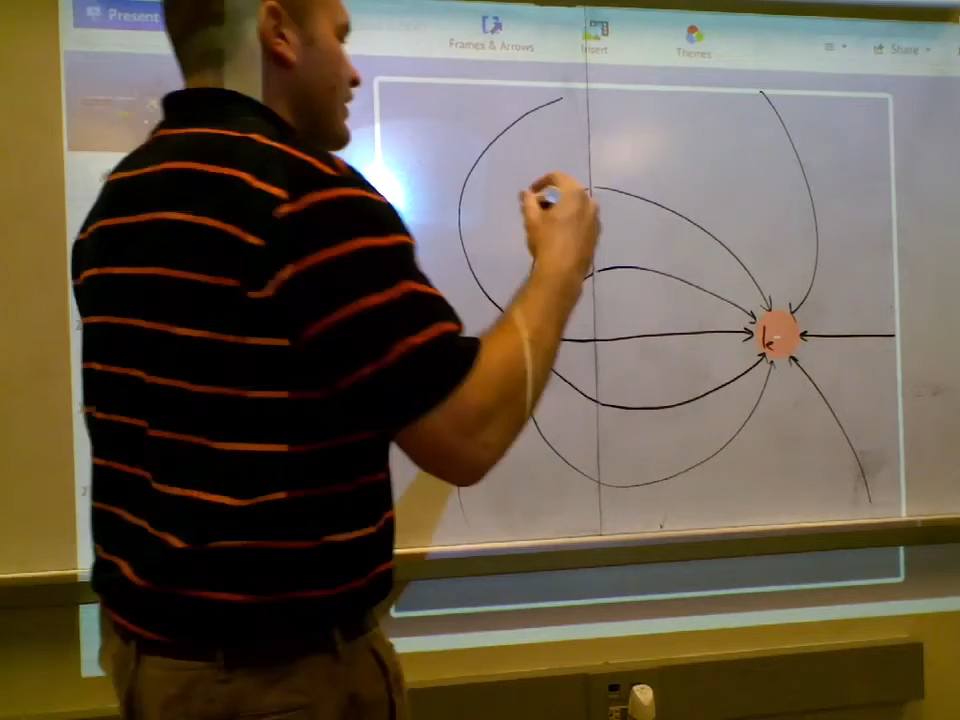 Present
Frames & Arrows
Insert
Themes
Share
-